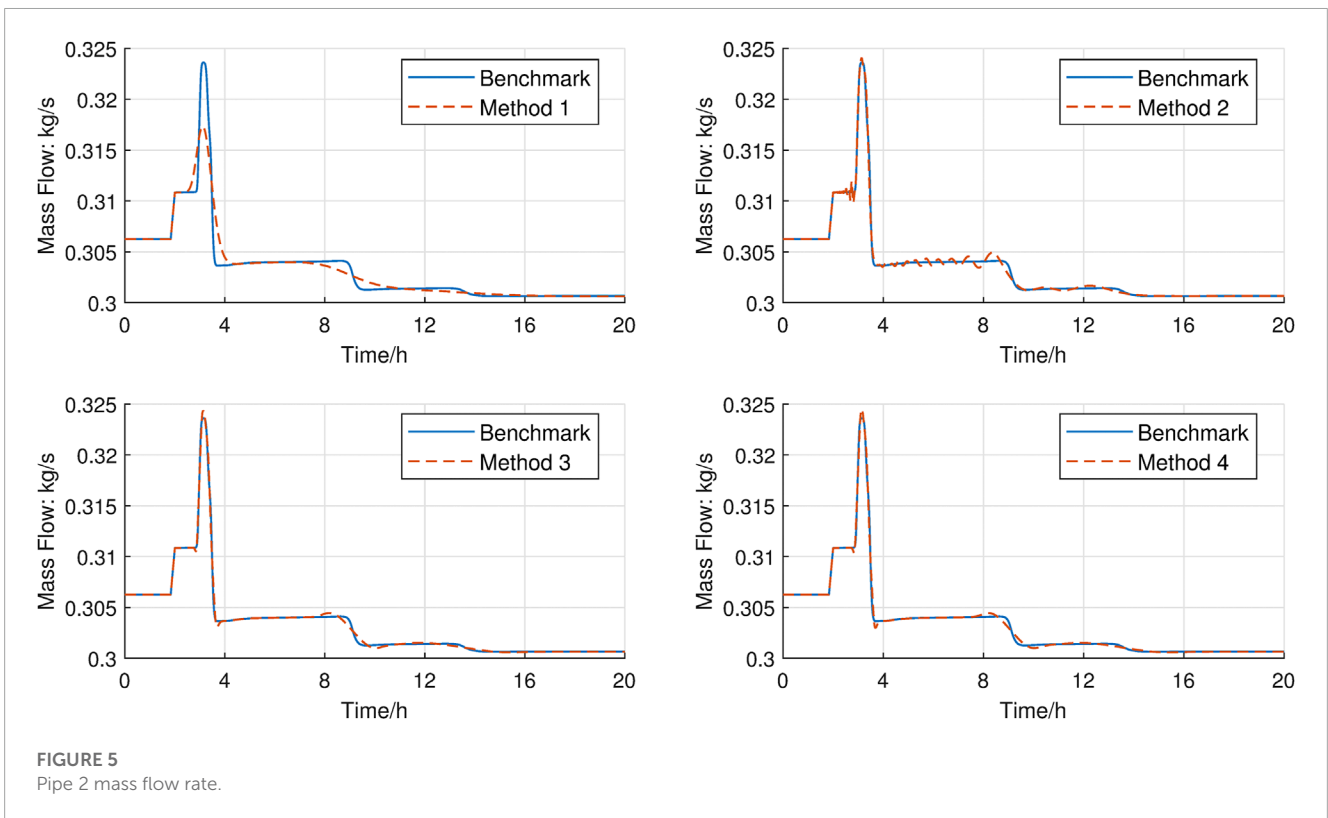 0.325
0.32
0.315
0.31
0.305
0.3
Mass Flow: kg/s
0 4 8 12 16 20
Time/h
Benchmark
Method 1
0.325
0.32
0.315
0.31
0.305
0.3
Mass Flow: kg/s
0 4 8 12 16 20
Time/h
Benchmark
Method 2
0.325
0.32
0.315
0.31
0.305
0.3
Mass Flow: kg/s
0 4 8 12 16 20
Time/h
Benchmark
Method 3
0.325
0.32
0.315
0.31
0.305
0.3
Mass Flow: kg/s
0 4 8 12 16 20
Time/h
Benchmark
Method 4
FIGURE 5
Pipe 2 mass flow rate.